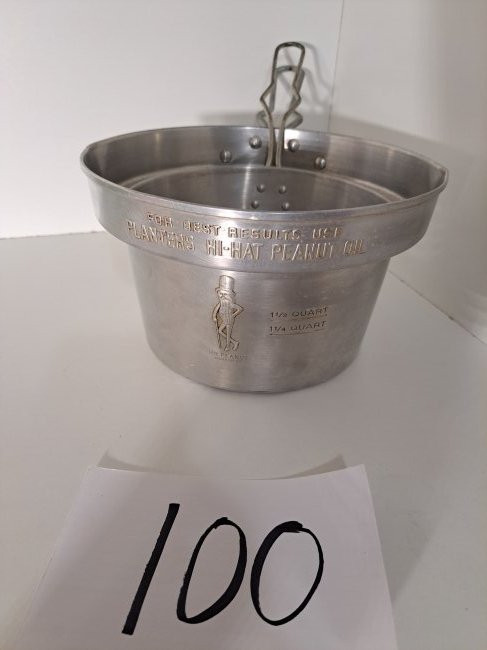 FOR BEST RESULTS USE
PLANTERS HI-HAT PEANUT OIL
1½ QUART
1¼ QUART
MR. PEANUT
100